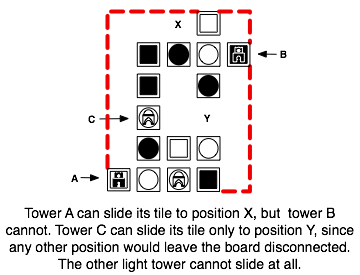 X
B
C
Y
A
Tower A can slide its tile to position X, but tower B
cannot. Tower C can slide its tile only to position Y, since
any other position would leave the board disconnected.
The other light tower cannot slide at all.